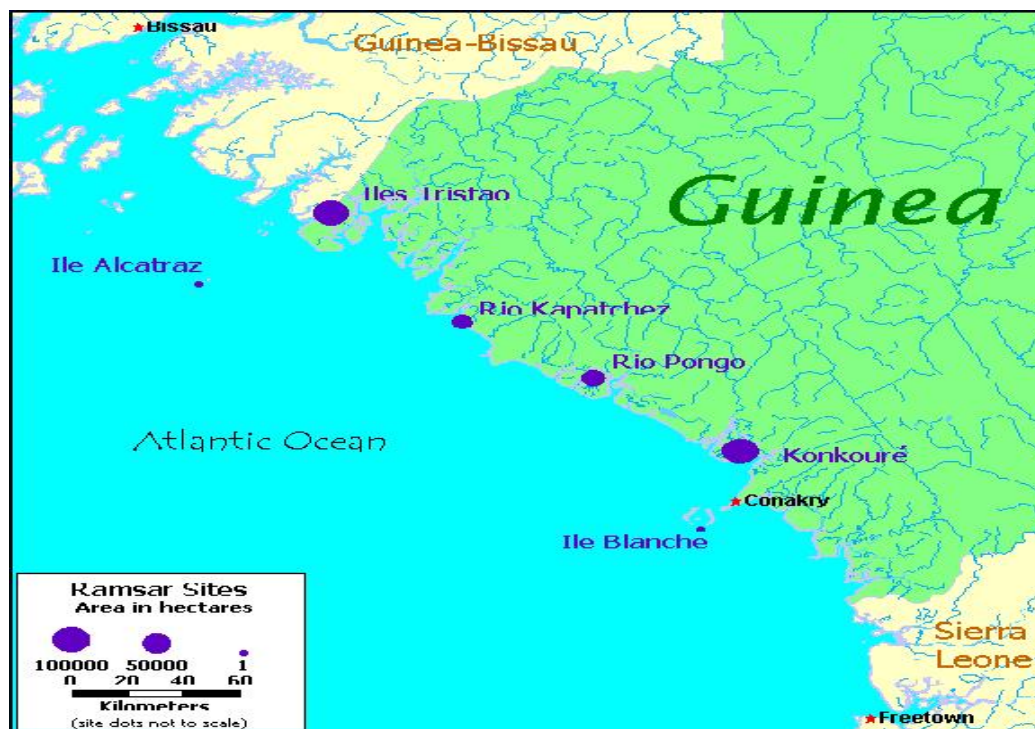 Bissau
Guinea-Bissau
Iles Tristao
Guinea
Ile Alcatraz
Rio Kapatchez
Rio Pongo
Atlantic Ocean
Konkouré
Conakry
Ile Blanche
Ramsar Sites
Area in hectares
100000 50000 1
0 20 40 60
Kilometers
(site dots not to scale)
Sierra
Leone
Freetown